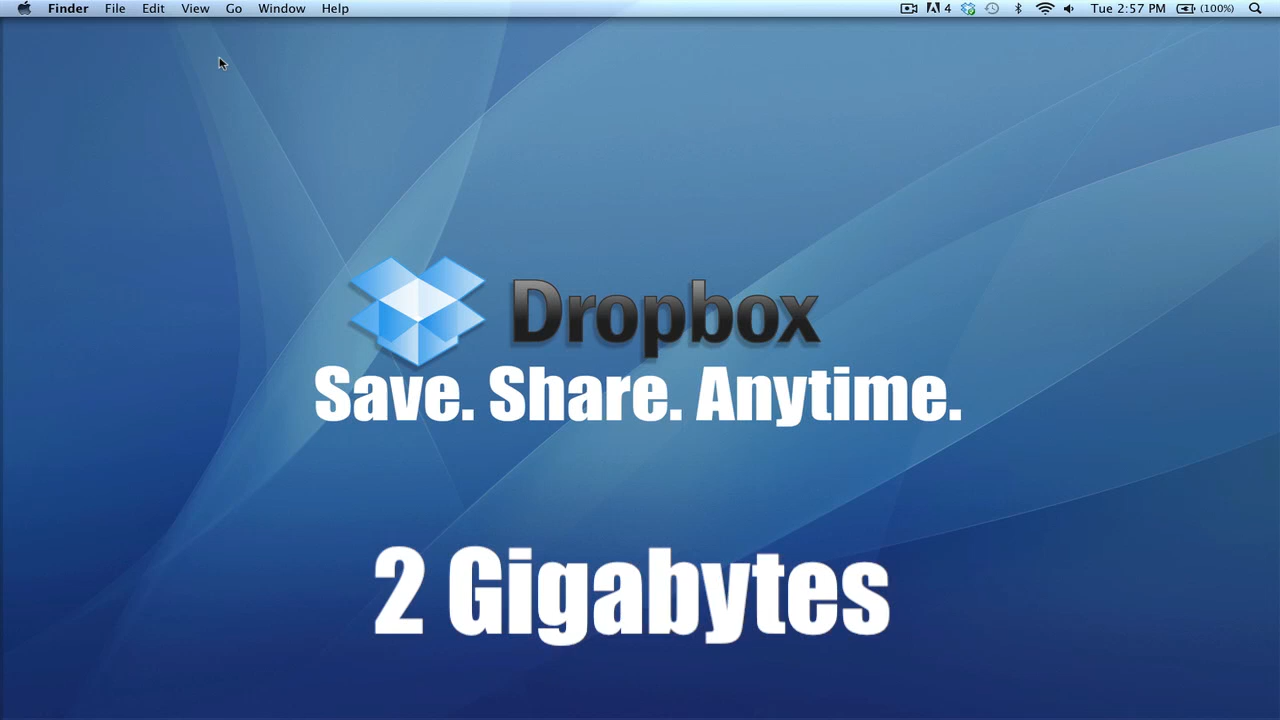 Finder File Edit View Go Window Help 4 Tue 2:57 PM (100%)
Dropbox
Save. Share. Anytime.
2 Gigabytes